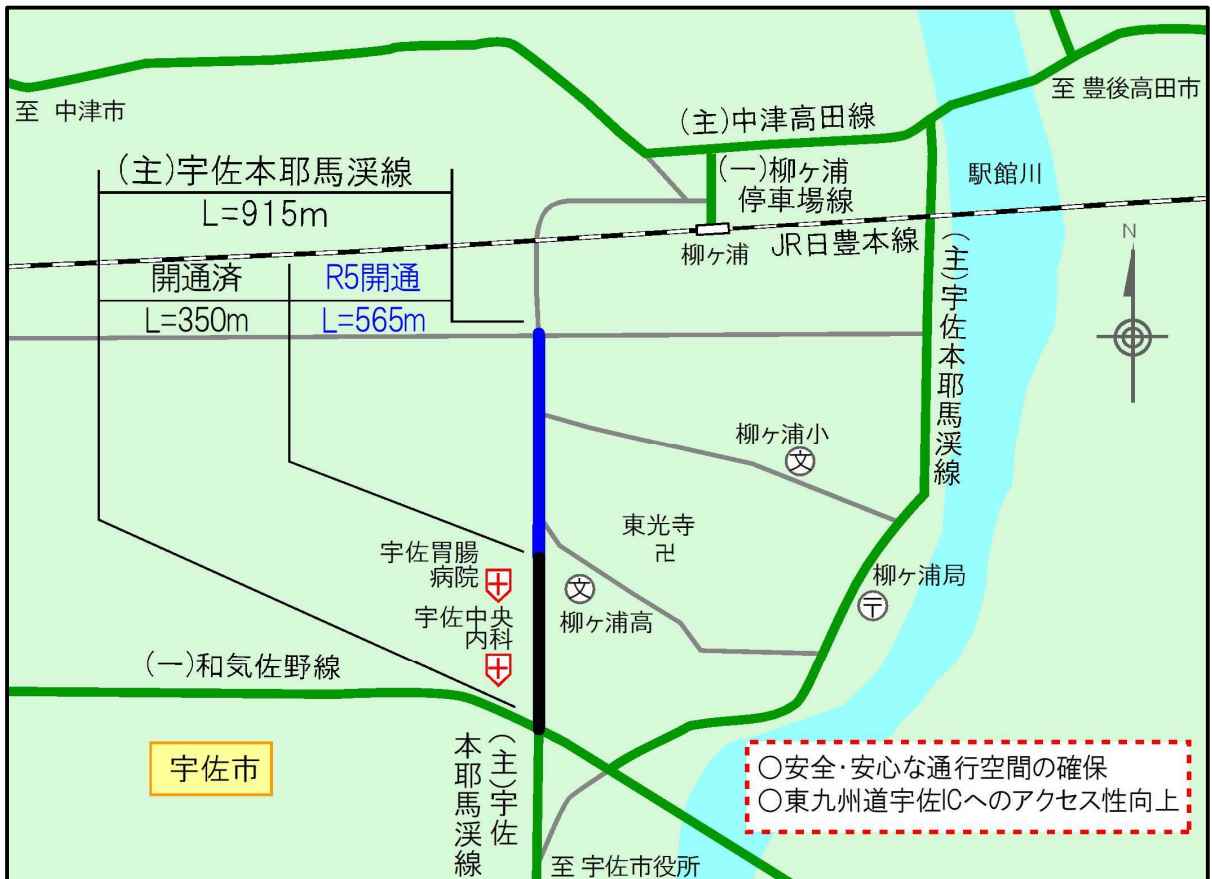 至 中津市
至 豊後高田市
(主)中津高田線
(主)宇佐本耶馬渓線
L=915m
(一)柳ヶ浦
停車場線
駅館川
柳ヶ浦
JR日豊本線
N
開通済
R5開通
L=350m
L=565m
(主)宇佐本耶馬渓線
柳ヶ浦小
文
東光寺
卍
宇佐胃腸
病院
文
柳ヶ浦高
柳ヶ浦局
〒
宇佐中央
内科
(一)和気佐野線
宇佐市
(主)宇佐
本耶馬渓線
至 宇佐市役所
○安全・安心な通行空間の確保
○東九州道宇佐ICへのアクセス性向上